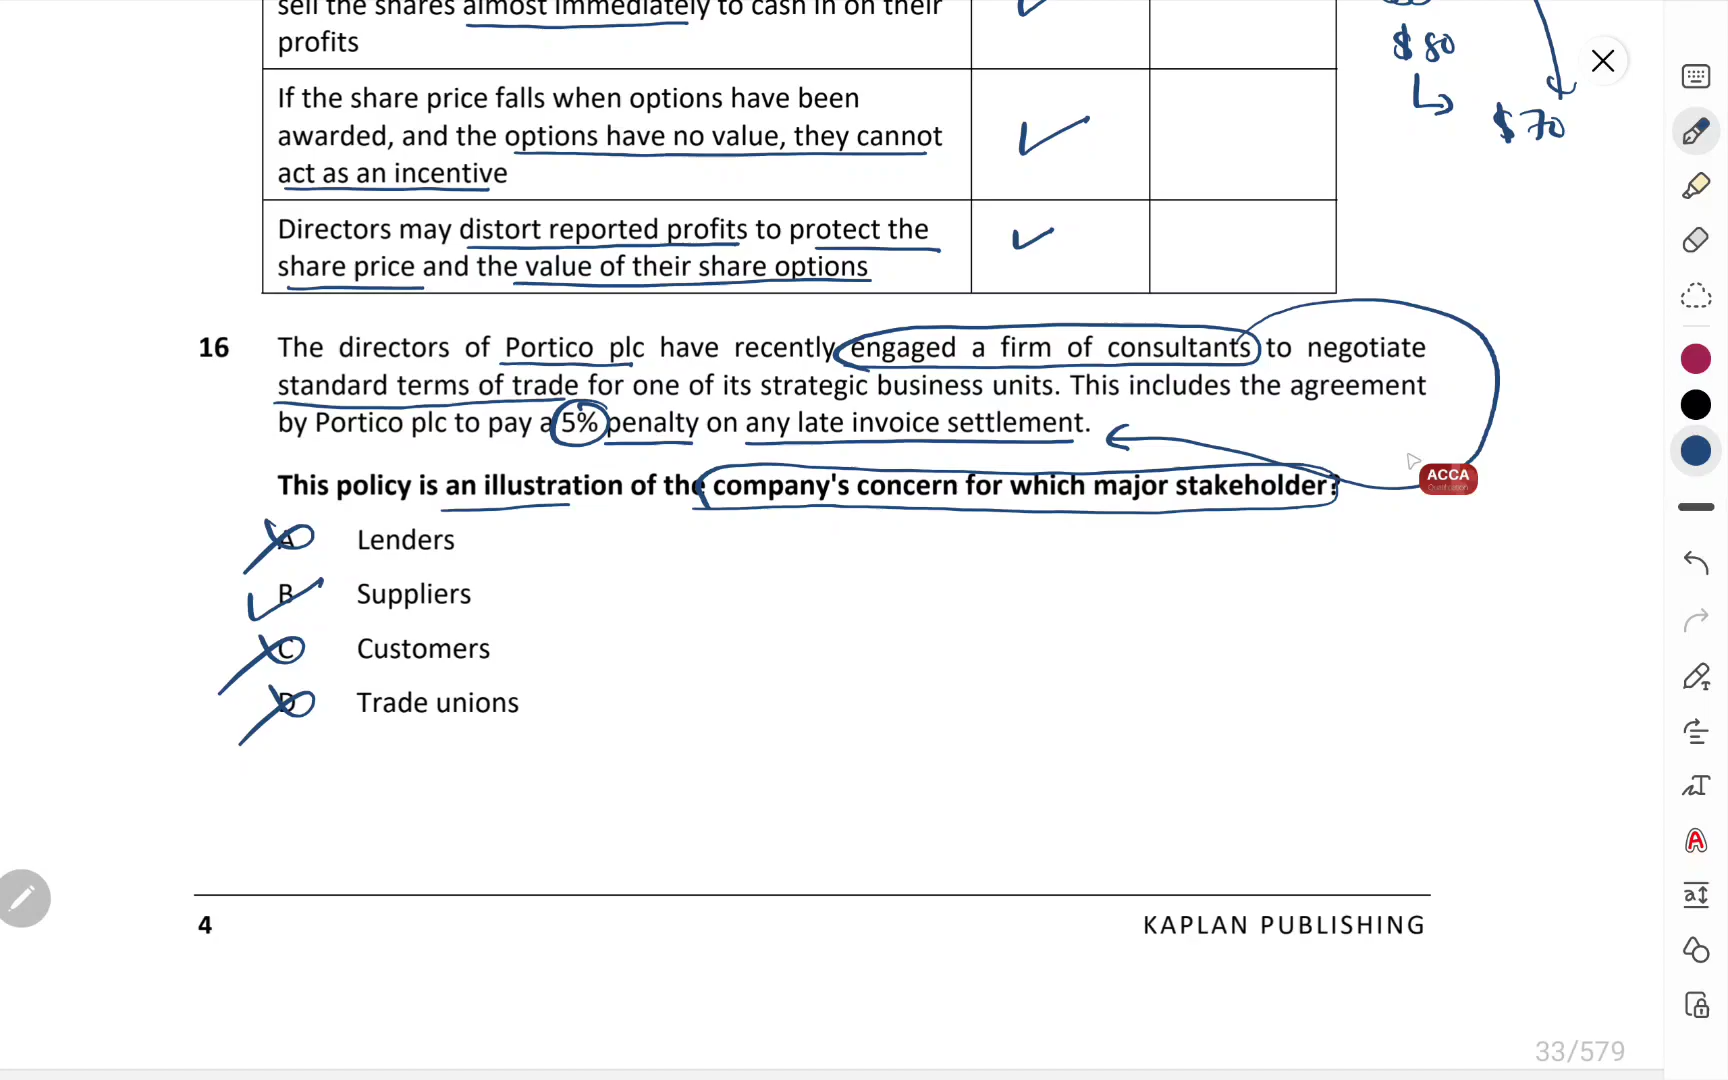 sell the shares almost immediately to cash in on their
profits
$ 80
$ 70
If the share price falls when options have been
awarded, and the options have no value, they cannot
act as an incentive
Directors may distort reported profits to protect the
share price and the value of their share options
16 The directors of Portico plc have recently engaged a firm of consultants to negotiate
standard terms of trade for one of its strategic business units. This includes the agreement
by Portico plc to pay a 5% penalty on any late invoice settlement.
This policy is an illustration of the company's concern for which major stakeholder?
ACCA
A Lenders
B Suppliers
C Customers
D Trade unions
4 KAPLAN PUBLISHING
33/579